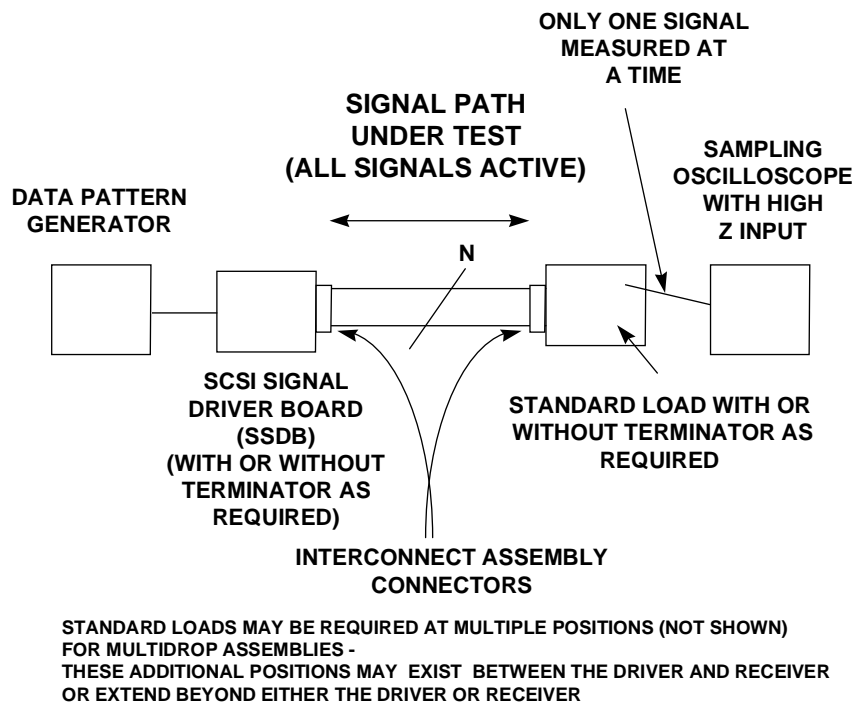 ONLY ONE SIGNAL
MEASURED AT
A TIME
SIGNAL PATH
UNDER TEST
(ALL SIGNALS ACTIVE)
SAMPLING
OSCILLOSCOPE
WITH HIGH
Z INPUT
DATA PATTERN
GENERATOR
N
SCSI SIGNAL
DRIVER BOARD
(SSDB)
(WITH OR WITHOUT
TERMINATOR AS
REQUIRED)
STANDARD LOAD WITH OR
WITHOUT TERMINATOR AS
REQUIRED
INTERCONNECT ASSEMBLY
CONNECTORS
STANDARD LOADS MAY BE REQUIRED AT MULTIPLE POSITIONS (NOT SHOWN)
FOR MULTIDROP ASSEMBLIES -
THESE ADDITIONAL POSITIONS MAY EXIST BETWEEN THE DRIVER AND RECEIVER
OR EXTEND BEYOND EITHER THE DRIVER OR RECEIVER